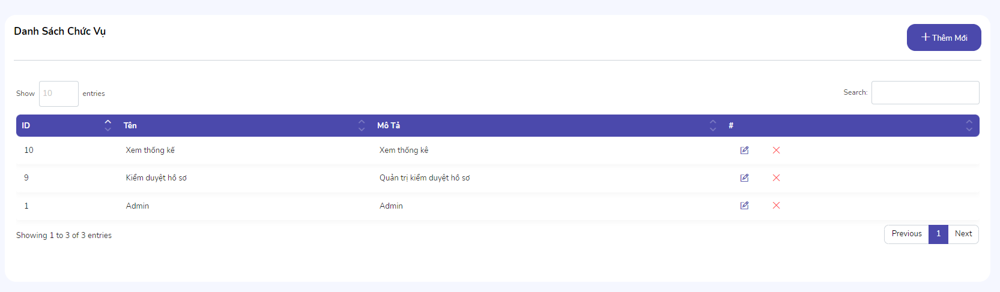 Danh Sách Chức Vụ
Thêm Mới
Show 10 entries
Search:
ID Tên Mô Tả #
10 Xem thống kế Xem thống kê
9 Kiểm duyệt hồ sơ Quản trị kiểm duyệt hồ sơ
1 Admin Admin
Showing 1 to 3 of 3 entries
Previous 1 Next